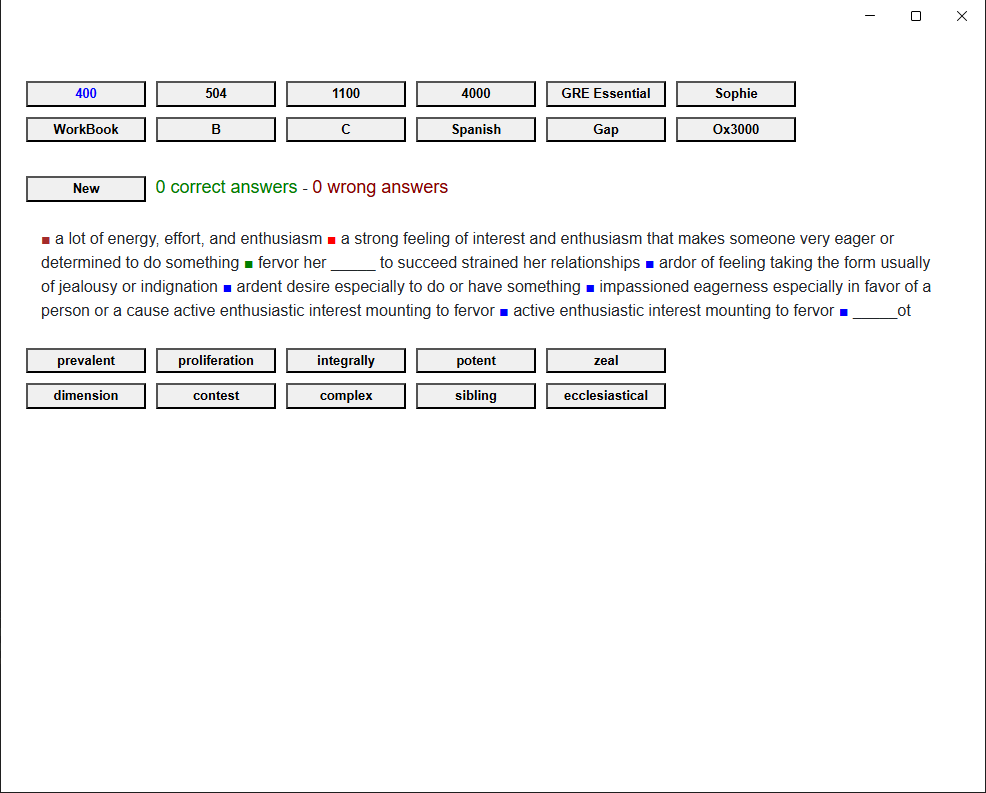 400 504 1100 4000 GRE Essential Sophie
WorkBook B C Spanish Gap Ox3000
New 0 correct answers - 0 wrong answers
■ a lot of energy, effort, and enthusiasm ■ a strong feeling of interest and enthusiasm that makes someone very eager or
determined to do something ■ fervor her _____ to succeed strained her relationships ■ ardor of feeling taking the form usually
of jealousy or indignation ■ ardent desire especially to do or have something ■ impassioned eagerness especially in favor of a
person or a cause active enthusiastic interest mounting to fervor ■ active enthusiastic interest mounting to fervor ■ _____ot
prevalent proliferation integrally potent zeal
dimension contest complex sibling ecclesiastical